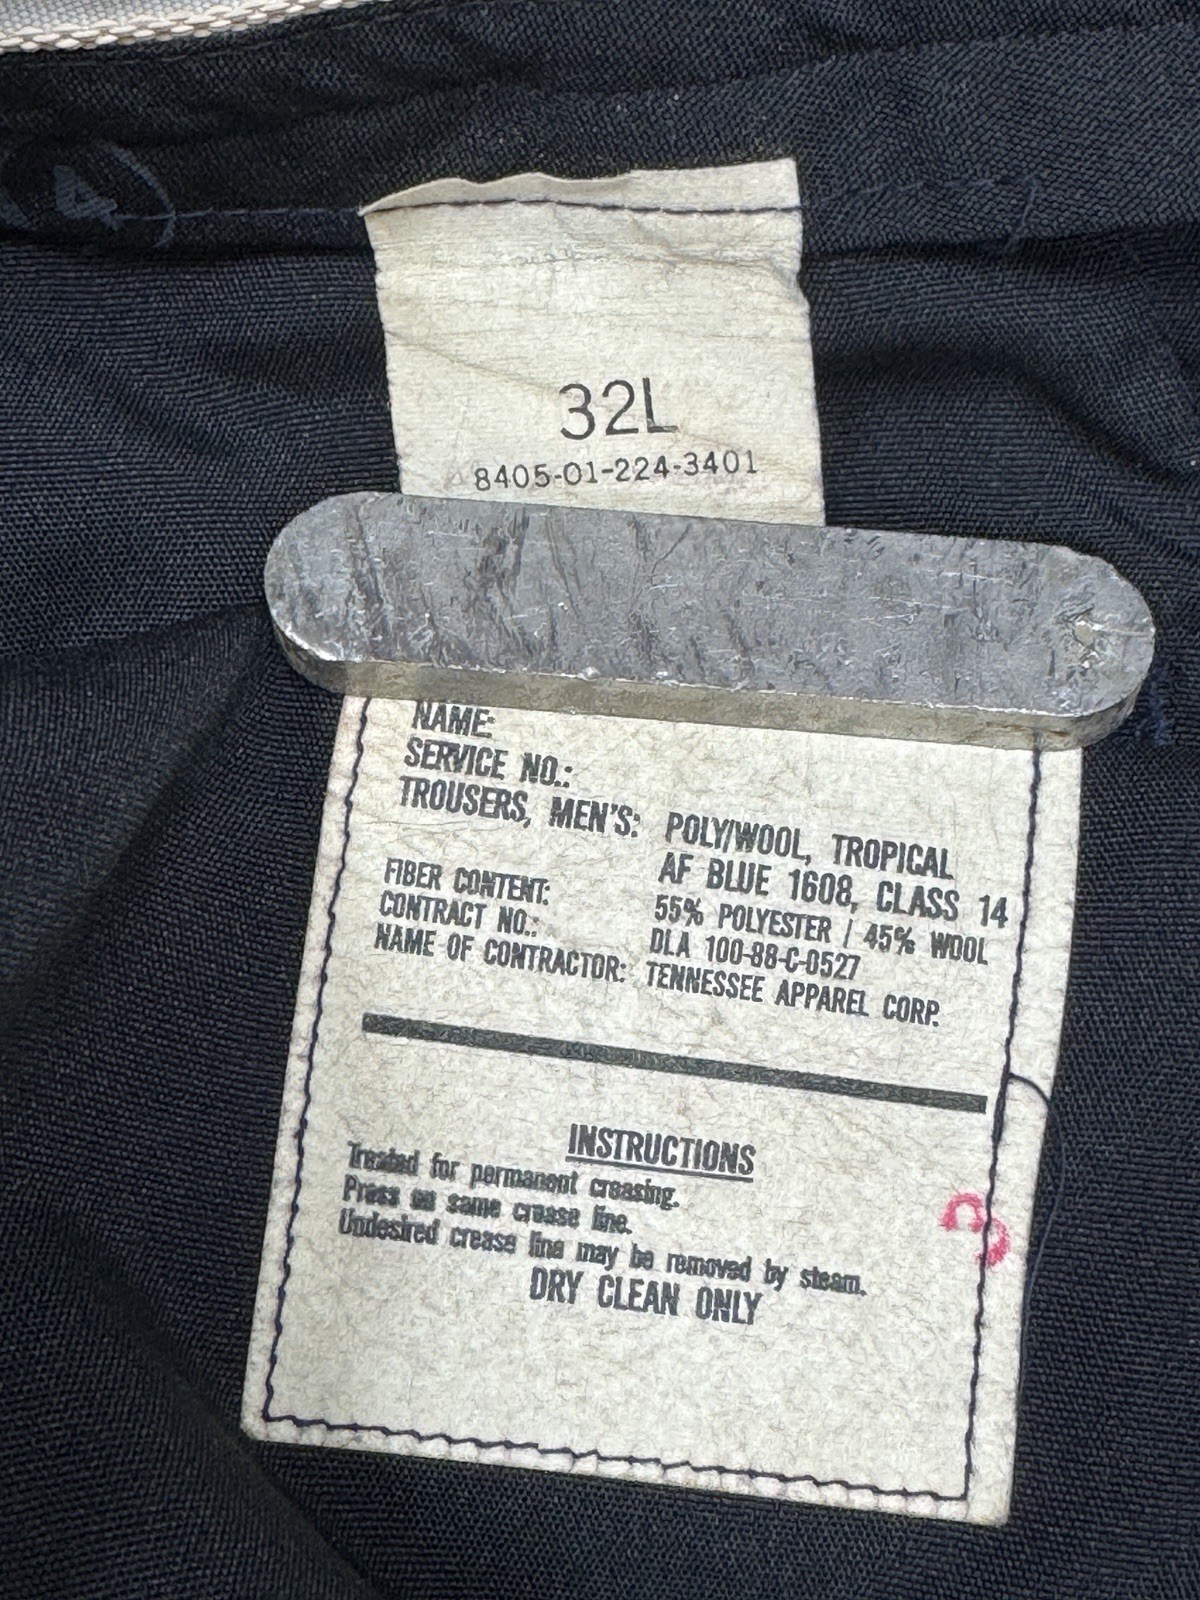 4
32L
8405-01-224-3401
NAME:
SERVICE NO.:
TROUSERS, MEN'S: POLY/WOOL, TROPICAL
AF BLUE 1608, CLASS 14
FIBER CONTENT: 55% POLYESTER / 45% WOOL
CONTRACT NO.: DLA 100-88-C-0527
NAME OF CONTRACTOR: TENNESSEE APPAREL CORP.
INSTRUCTIONS
Treated for permanent creasing.
Press on same crease line.
Undesired crease line may be removed by steam.
DRY CLEAN ONLY